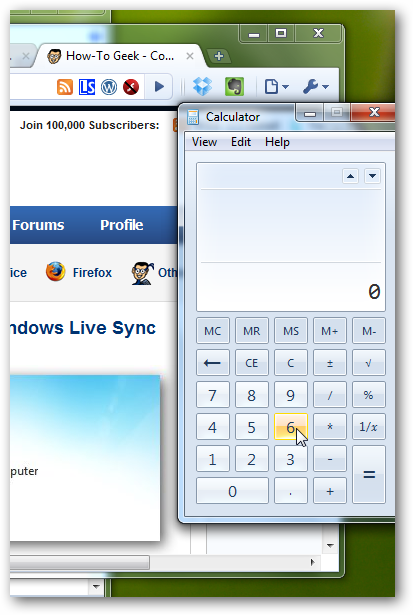 How-To Geek - Co...
Join 100,000 Subscribers:
Calculator
View Edit Help
0
Forums Profile
ice Firefox Oth
ndows Live Sync
puter
MC MR MS M+ M-
← CE C ± √
7 8 9 / %
4 5 6 * 1/x
1 2 3 - =
0 . +